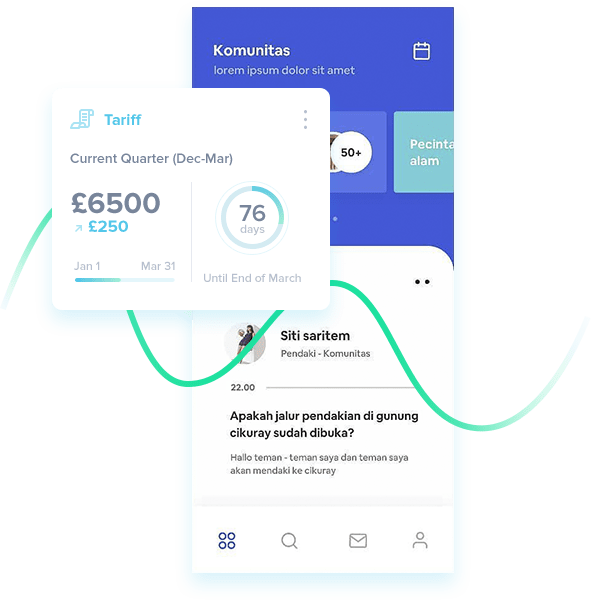 Komunitas
lorem ipsum dolor sit amet
Tariff
Current Quarter (Dec-Mar)
£6500
£250
Jan 1 Mar 31
76
days
Until End of March
50+
Pecinta
alam
Siti saritem
Pendaki - Komunitas
22.00
Apakah jalur pendakian di gunung
cikuray sudah dibuka?
Hallo teman - teman saya dan teman saya
akan mendaki ke cikuray